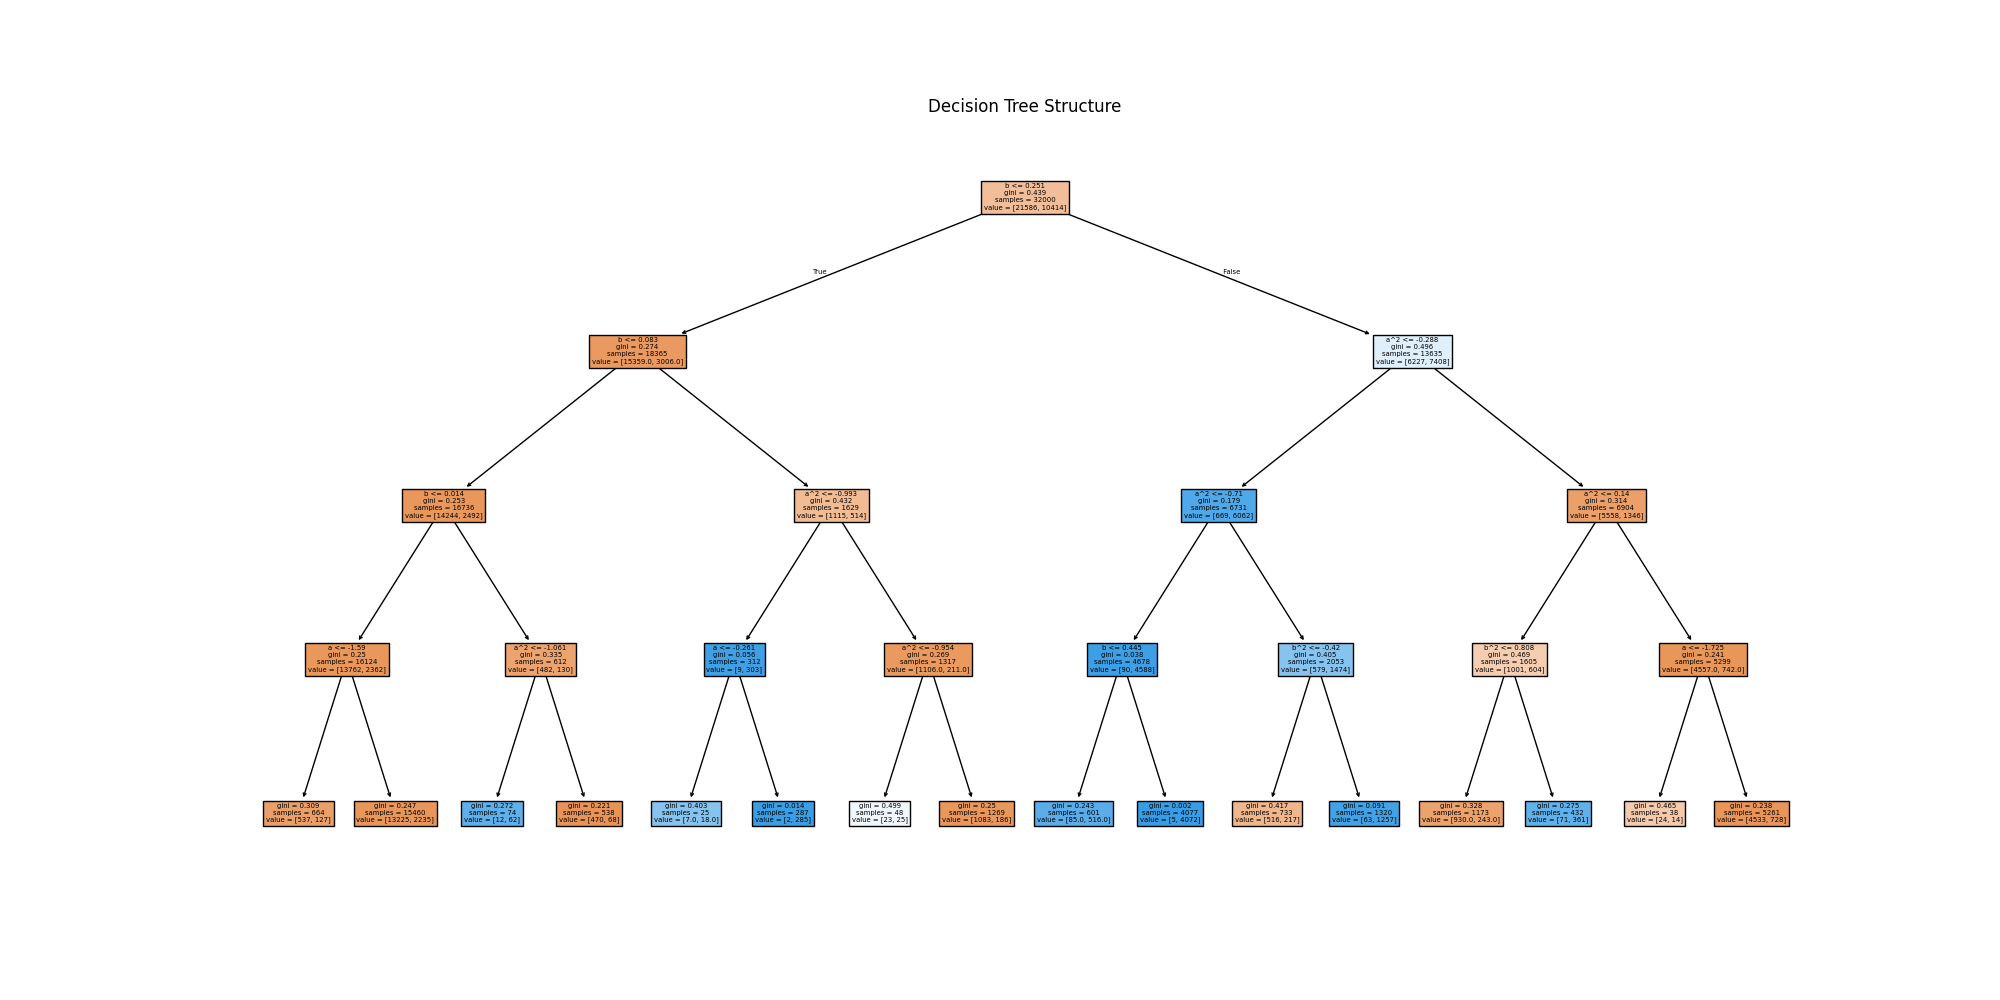 Decision Tree Structure
b <= 0.251
gini = 0.439
samples = 32000
value = [21586, 10414]
True
False
b <= 0.083
gini = 0.274
samples = 18365
value = [15359.0, 3006.0]
a^2 <= -0.288
gini = 0.496
samples = 13635
value = [6227, 7408]
b <= 0.014
gini = 0.253
samples = 16736
value = [14244, 2492]
a^2 <= -0.993
gini = 0.432
samples = 1629
value = [1115, 514]
a^2 <= -0.71
gini = 0.179
samples = 6731
value = [669, 6062]
a^2 <= 0.14
gini = 0.314
samples = 6904
value = [5558, 1346]
a <= -1.59
gini = 0.25
samples = 16124
value = [13762, 2362]
a^2 <= -1.061
gini = 0.335
samples = 612
value = [482, 130]
a <= -0.261
gini = 0.056
samples = 312
value = [9, 303]
a^2 <= -0.954
gini = 0.269
samples = 1317
value = [1106.0, 211.0]
b <= 0.445
gini = 0.038
samples = 4678
value = [90, 4588]
b^2 <= -0.42
gini = 0.405
samples = 2053
value = [579, 1474]
b^2 <= 0.808
gini = 0.469
samples = 1605
value = [1001, 604]
a <= -1.725
gini = 0.241
samples = 5299
value = [4557.0, 742.0]
gini = 0.309
samples = 664
value = [537, 127]
gini = 0.247
samples = 15460
value = [13225, 2235]
gini = 0.272
samples = 74
value = [12, 62]
gini = 0.221
samples = 538
value = [470, 68]
gini = 0.403
samples = 25
value = [7.0, 18.0]
gini = 0.014
samples = 287
value = [2, 285]
gini = 0.499
samples = 48
value = [23, 25]
gini = 0.25
samples = 1269
value = [1083, 186]
gini = 0.243
samples = 601
value = [85.0, 516.0]
gini = 0.002
samples = 4077
value = [5, 4072]
gini = 0.417
samples = 733
value = [516, 217]
gini = 0.091
samples = 1320
value = [63, 1257]
gini = 0.328
samples = 1173
value = [930.0, 243.0]
gini = 0.275
samples = 432
value = [71, 361]
gini = 0.465
samples = 38
value = [24, 14]
gini = 0.238
samples = 5261
value = [4533, 728]